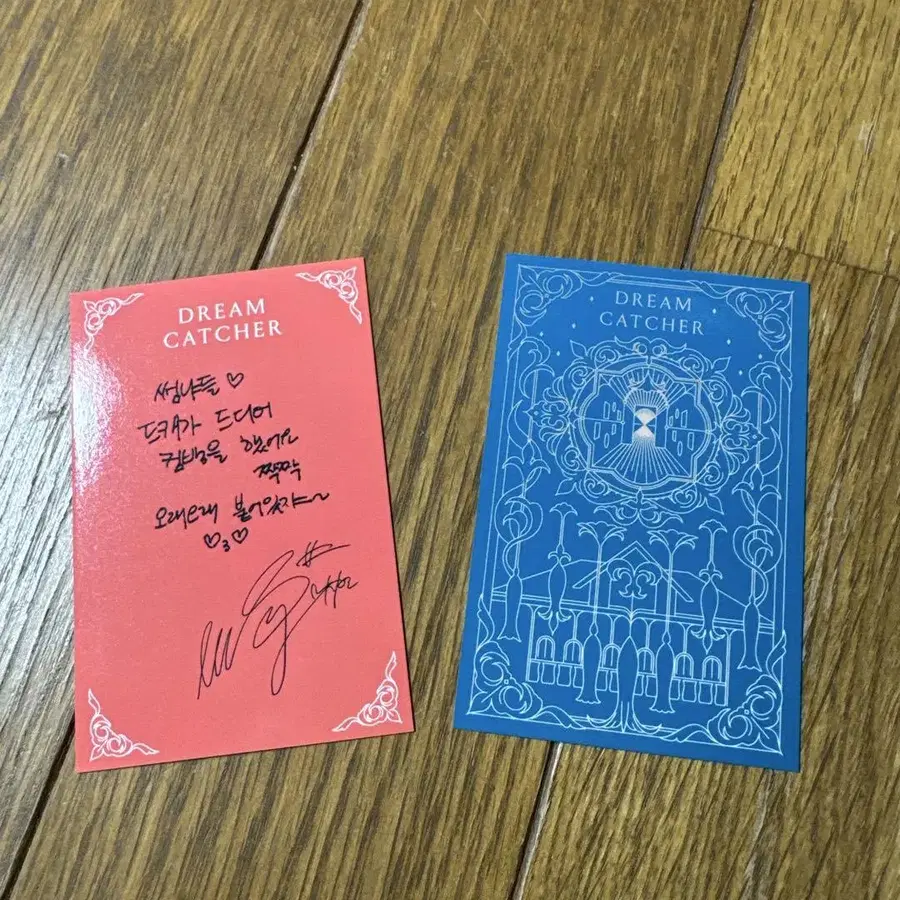 DREAM
CATCHER
썸냐들 ♡
드캐가 드디어
컴백을 했어요
짝짝
오래오래 붙어있쟈~
♡3♡
DREAM
CATCHER